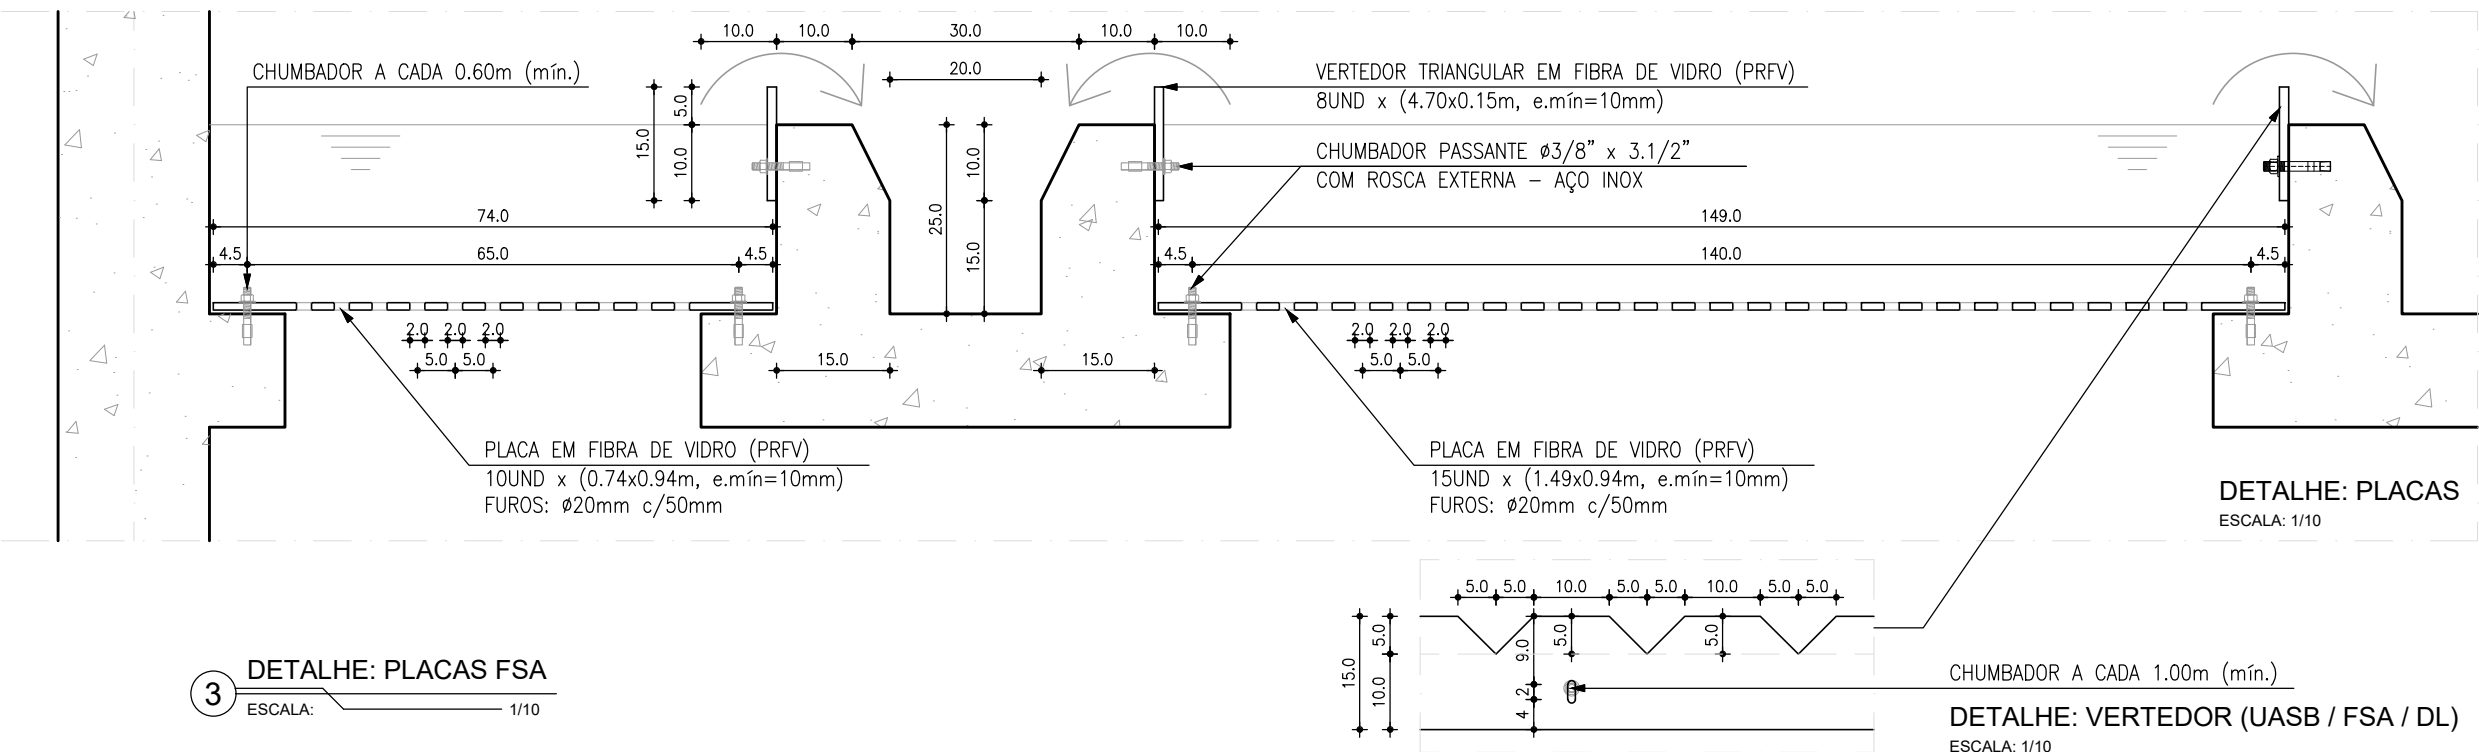 10.0 10.0 30.0 10.0 10.0
20.0
CHUMBADOR A CADA 0.60m (mín.)
VERTEDOR TRIANGULAR EM FIBRA DE VIDRO (PRFV)
8UND x (4.70x0.15m, e.mín=10mm)
15.0 5.0 10.0
25.0 10.0 15.0
CHUMBADOR PASSANTE ø3/8" x 3.1/2"
COM ROSCA EXTERNA – AÇO INOX
74.0 149.0
4.5 65.0 4.5 4.5 140.0 4.5
2.0 2.0 2.0 2.0 2.0 2.0
5.0 5.0 15.0 15.0 5.0 5.0
PLACA EM FIBRA DE VIDRO (PRFV)
10UND x (0.74x0.94m, e.mín=10mm)
FUROS: ø20mm c/50mm
PLACA EM FIBRA DE VIDRO (PRFV)
15UND x (1.49x0.94m, e.mín=10mm)
FUROS: ø20mm c/50mm
DETALHE: PLACAS
ESCALA: 1/10
3 DETALHE: PLACAS FSA
ESCALA: 1/10
5.0 5.0 10.0 5.0 5.0 10.0 5.0 5.0
15.0 5.0 10.0 9.0 2 4 5.0 5.0
CHUMBADOR A CADA 1.00m (mín.)
DETALHE: VERTEDOR (UASB / FSA / DL)
ESCALA: 1/10